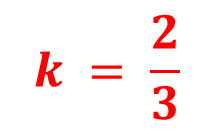 k = 2/3